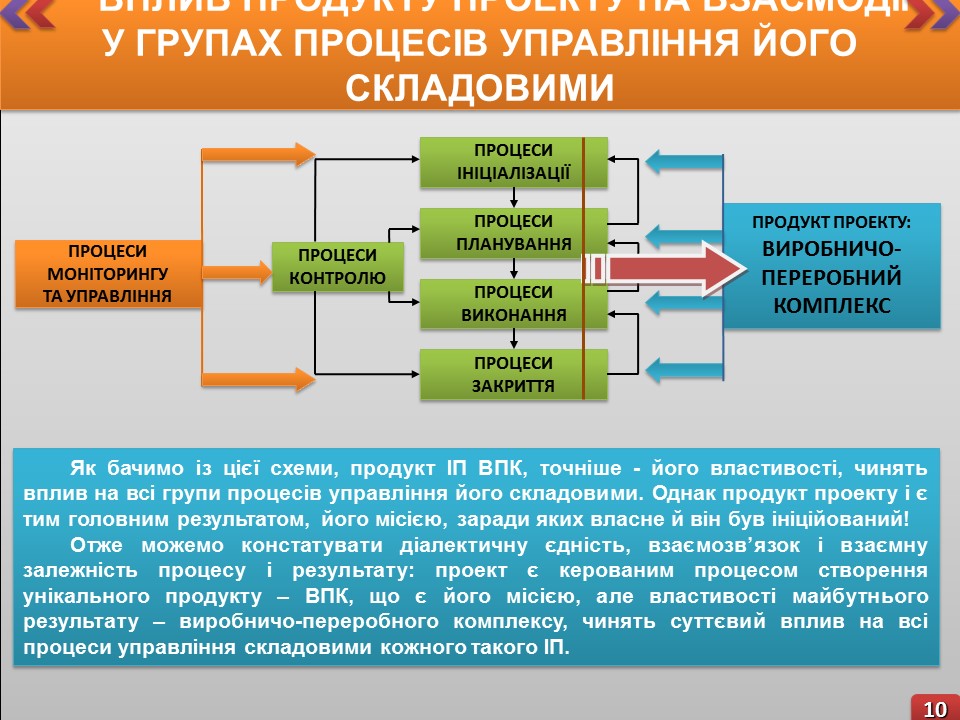 ВПЛИВ ПРОДУКТУ ПРОЕКТУ НА ВЗАЄМОДІЇ
У ГРУПАХ ПРОЦЕСІВ УПРАВЛІННЯ ЙОГО
СКЛАДОВИМИ
ПРОЦЕСИ
ІНІЦІАЛІЗАЦІЇ
ПРОЦЕСИ
ПЛАНУВАННЯ
ПРОЦЕСИ
ВИКОНАННЯ
ПРОЦЕСИ
ЗАКРИТТЯ
ПРОЦЕСИ
МОНІТОРИНГУ
ТА УПРАВЛІННЯ
ПРОЦЕСИ
КОНТРОЛЮ
ПРОДУКТ ПРОЕКТУ:
ВИРОБНИЧО-
ПЕРЕРОБНИЙ
КОМПЛЕКС
Як бачимо із цієї схеми, продукт ІП ВПК, точніше - його властивості, чинять
вплив на всі групи процесів управління його складовими. Однак продукт проекту і є
тим головним результатом, його місією, заради яких власне й він був ініційований!
Отже можемо констатувати діалектичну єдність, взаємозв’язок і взаємну
залежність процесу і результату: проект є керованим процесом створення
унікального продукту – ВПК, що є його місією, але властивості майбутнього
результату – виробничо-переробного комплексу, чинять суттєвий вплив на всі
процеси управління складовими кожного такого ІП.
10